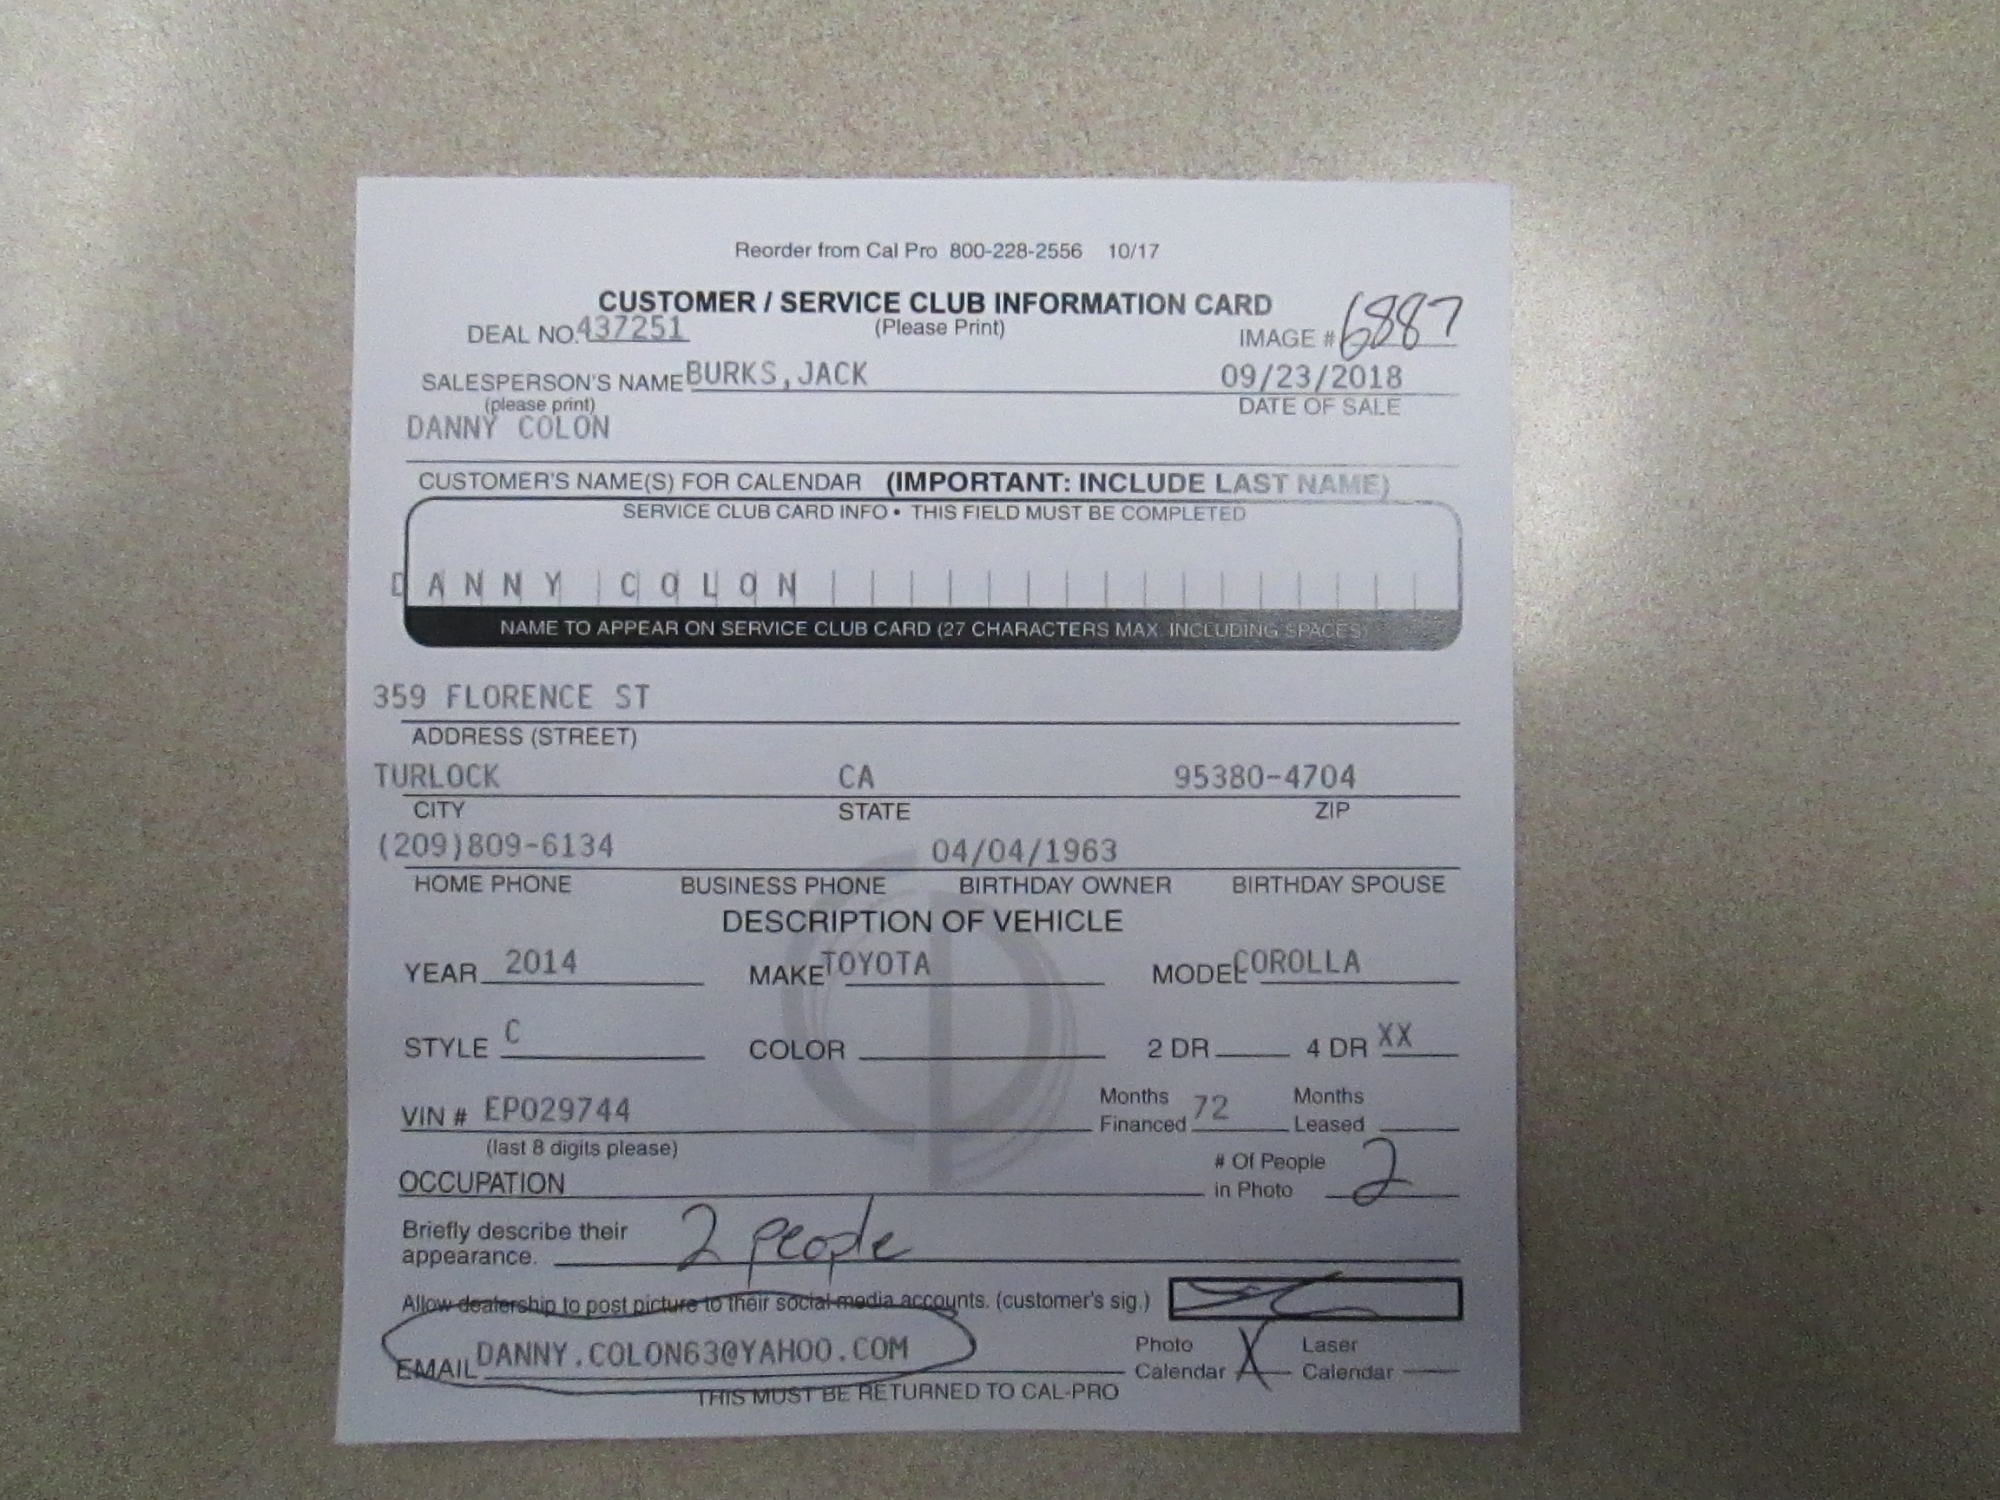 Reorder from Cal Pro 800-228-2556 10/17
CUSTOMER / SERVICE CLUB INFORMATION CARD
DEAL NO. 437251 (Please Print) IMAGE # 6887
SALESPERSON'S NAME BURKS, JACK 09/23/2018
(please print) DATE OF SALE
DANNY COLON
CUSTOMER'S NAME(S) FOR CALENDAR (IMPORTANT: INCLUDE LAST NAME)
SERVICE CLUB CARD INFO • THIS FIELD MUST BE COMPLETED
DANNY COLON
NAME TO APPEAR ON SERVICE CLUB CARD (27 CHARACTERS MAX. INCLUDING SPACES)
359 FLORENCE ST
ADDRESS (STREET)
TURLOCK CA 95380-4704
CITY STATE ZIP
(209)809-6134 04/04/1963
HOME PHONE BUSINESS PHONE BIRTHDAY OWNER BIRTHDAY SPOUSE
DESCRIPTION OF VEHICLE
YEAR 2014 MAKE TOYOTA MODEL COROLLA
STYLE C COLOR 2 DR 4 DR XX
VIN # EP029744 Months Financed 72 Months Leased
(last 8 digits please)
OCCUPATION # Of People in Photo 2
Briefly describe their appearance. 2 people
Allow dealership to post picture to their social media accounts. (customer's sig.)
EMAIL DANNY.COLON63@YAHOO.COM Photo Calendar X Laser Calendar
THIS MUST BE RETURNED TO CAL-PRO